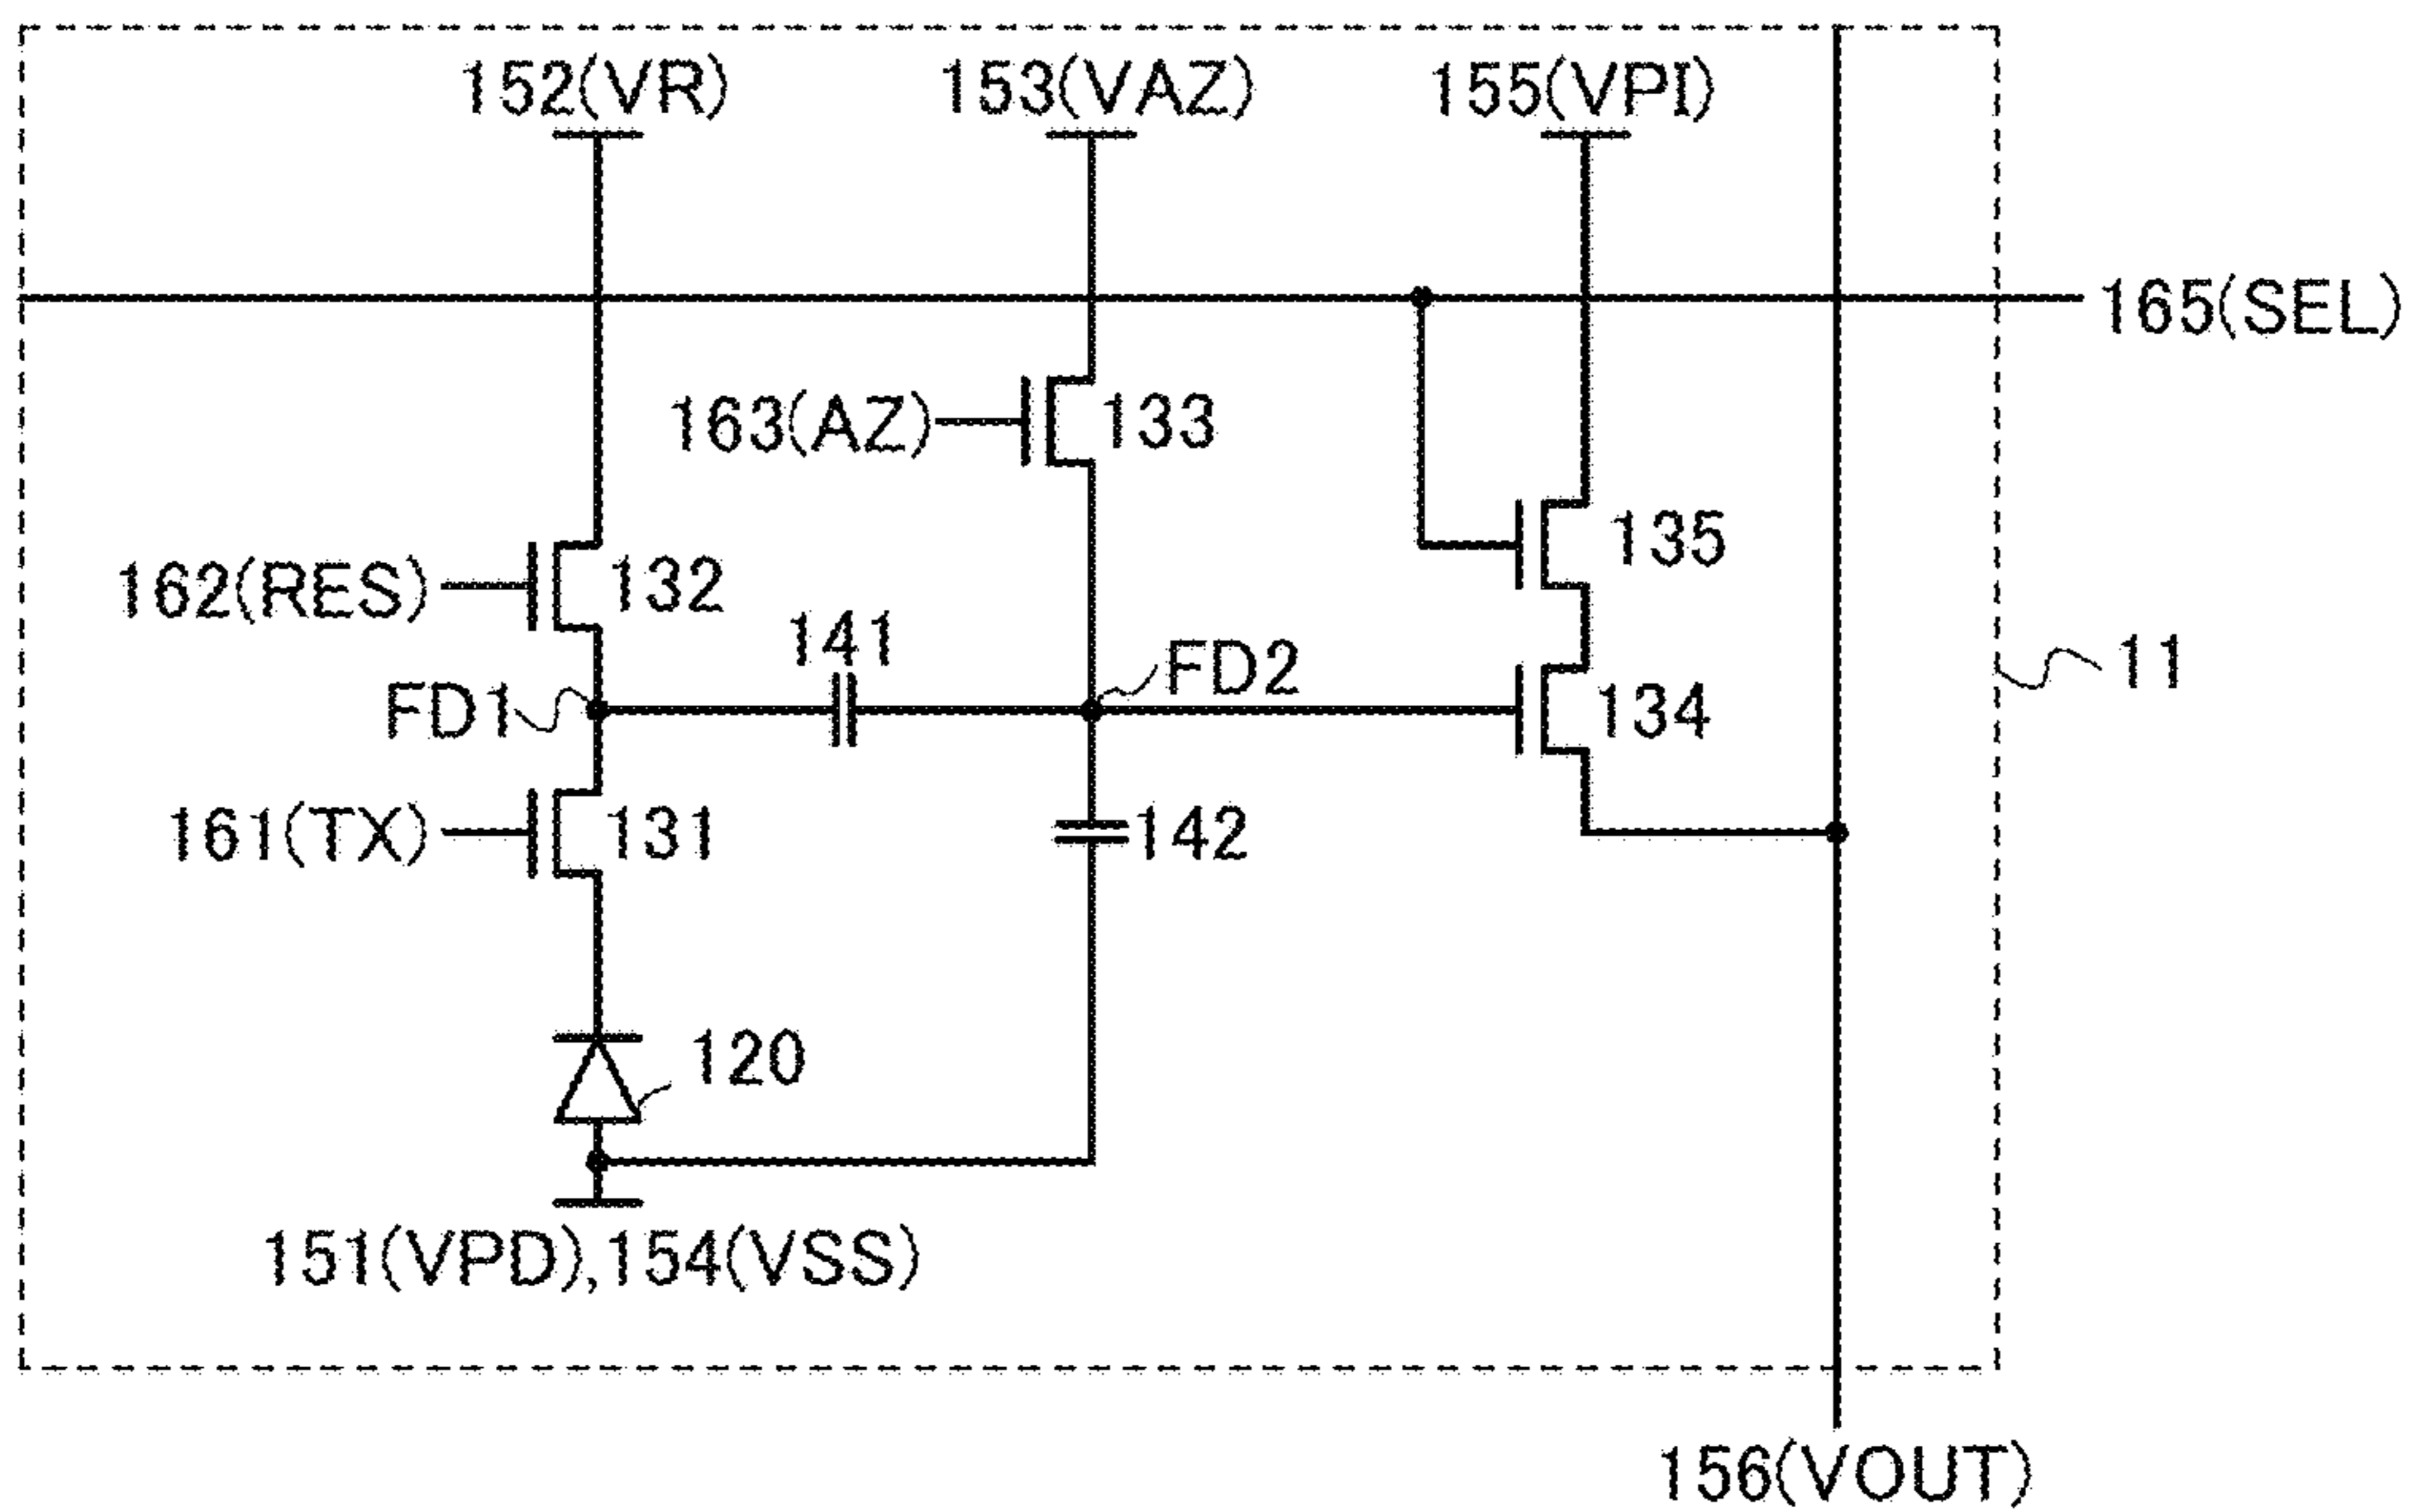 152(VR)
153(VAZ)
155(VPI)
165(SEL)
163(AZ)
133
135
162(RES)
132
141
FD2
11
FD1
134
161(TX)
131
142
120
151(VPD),154(VSS)
156(VOUT)